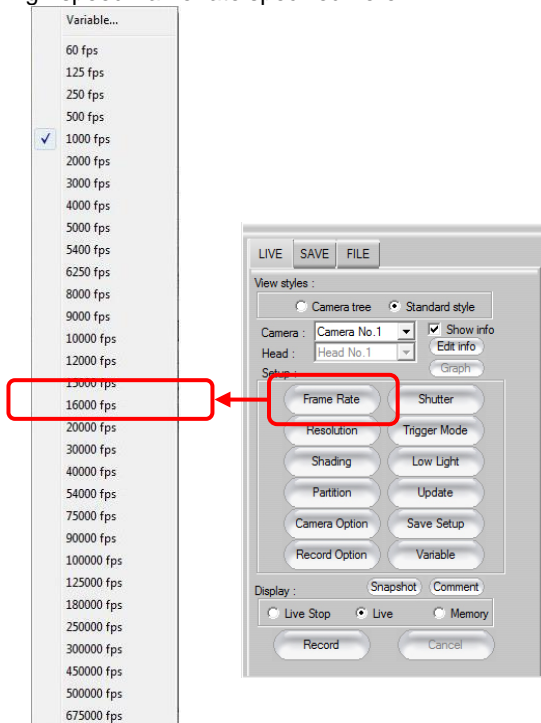 Variable...
60 fps
125 fps
250 fps
500 fps
1000 fps
2000 fps
3000 fps
4000 fps
5000 fps
5400 fps
6250 fps
8000 fps
9000 fps
10000 fps
12000 fps
15000 fps
16000 fps
20000 fps
30000 fps
40000 fps
54000 fps
75000 fps
90000 fps
100000 fps
125000 fps
180000 fps
250000 fps
300000 fps
450000 fps
500000 fps
675000 fps
LIVE SAVE FILE
View styles :
Camera tree Standard style
Camera : Camera No.1 Show info
Head : Head No.1 Edit info
Setup : Graph
Frame Rate Shutter
Resolution Trigger Mode
Shading Low Light
Partition Update
Camera Option Save Setup
Record Option Variable
Display : Snapshot Comment
Live Stop Live Memory
Record Cancel